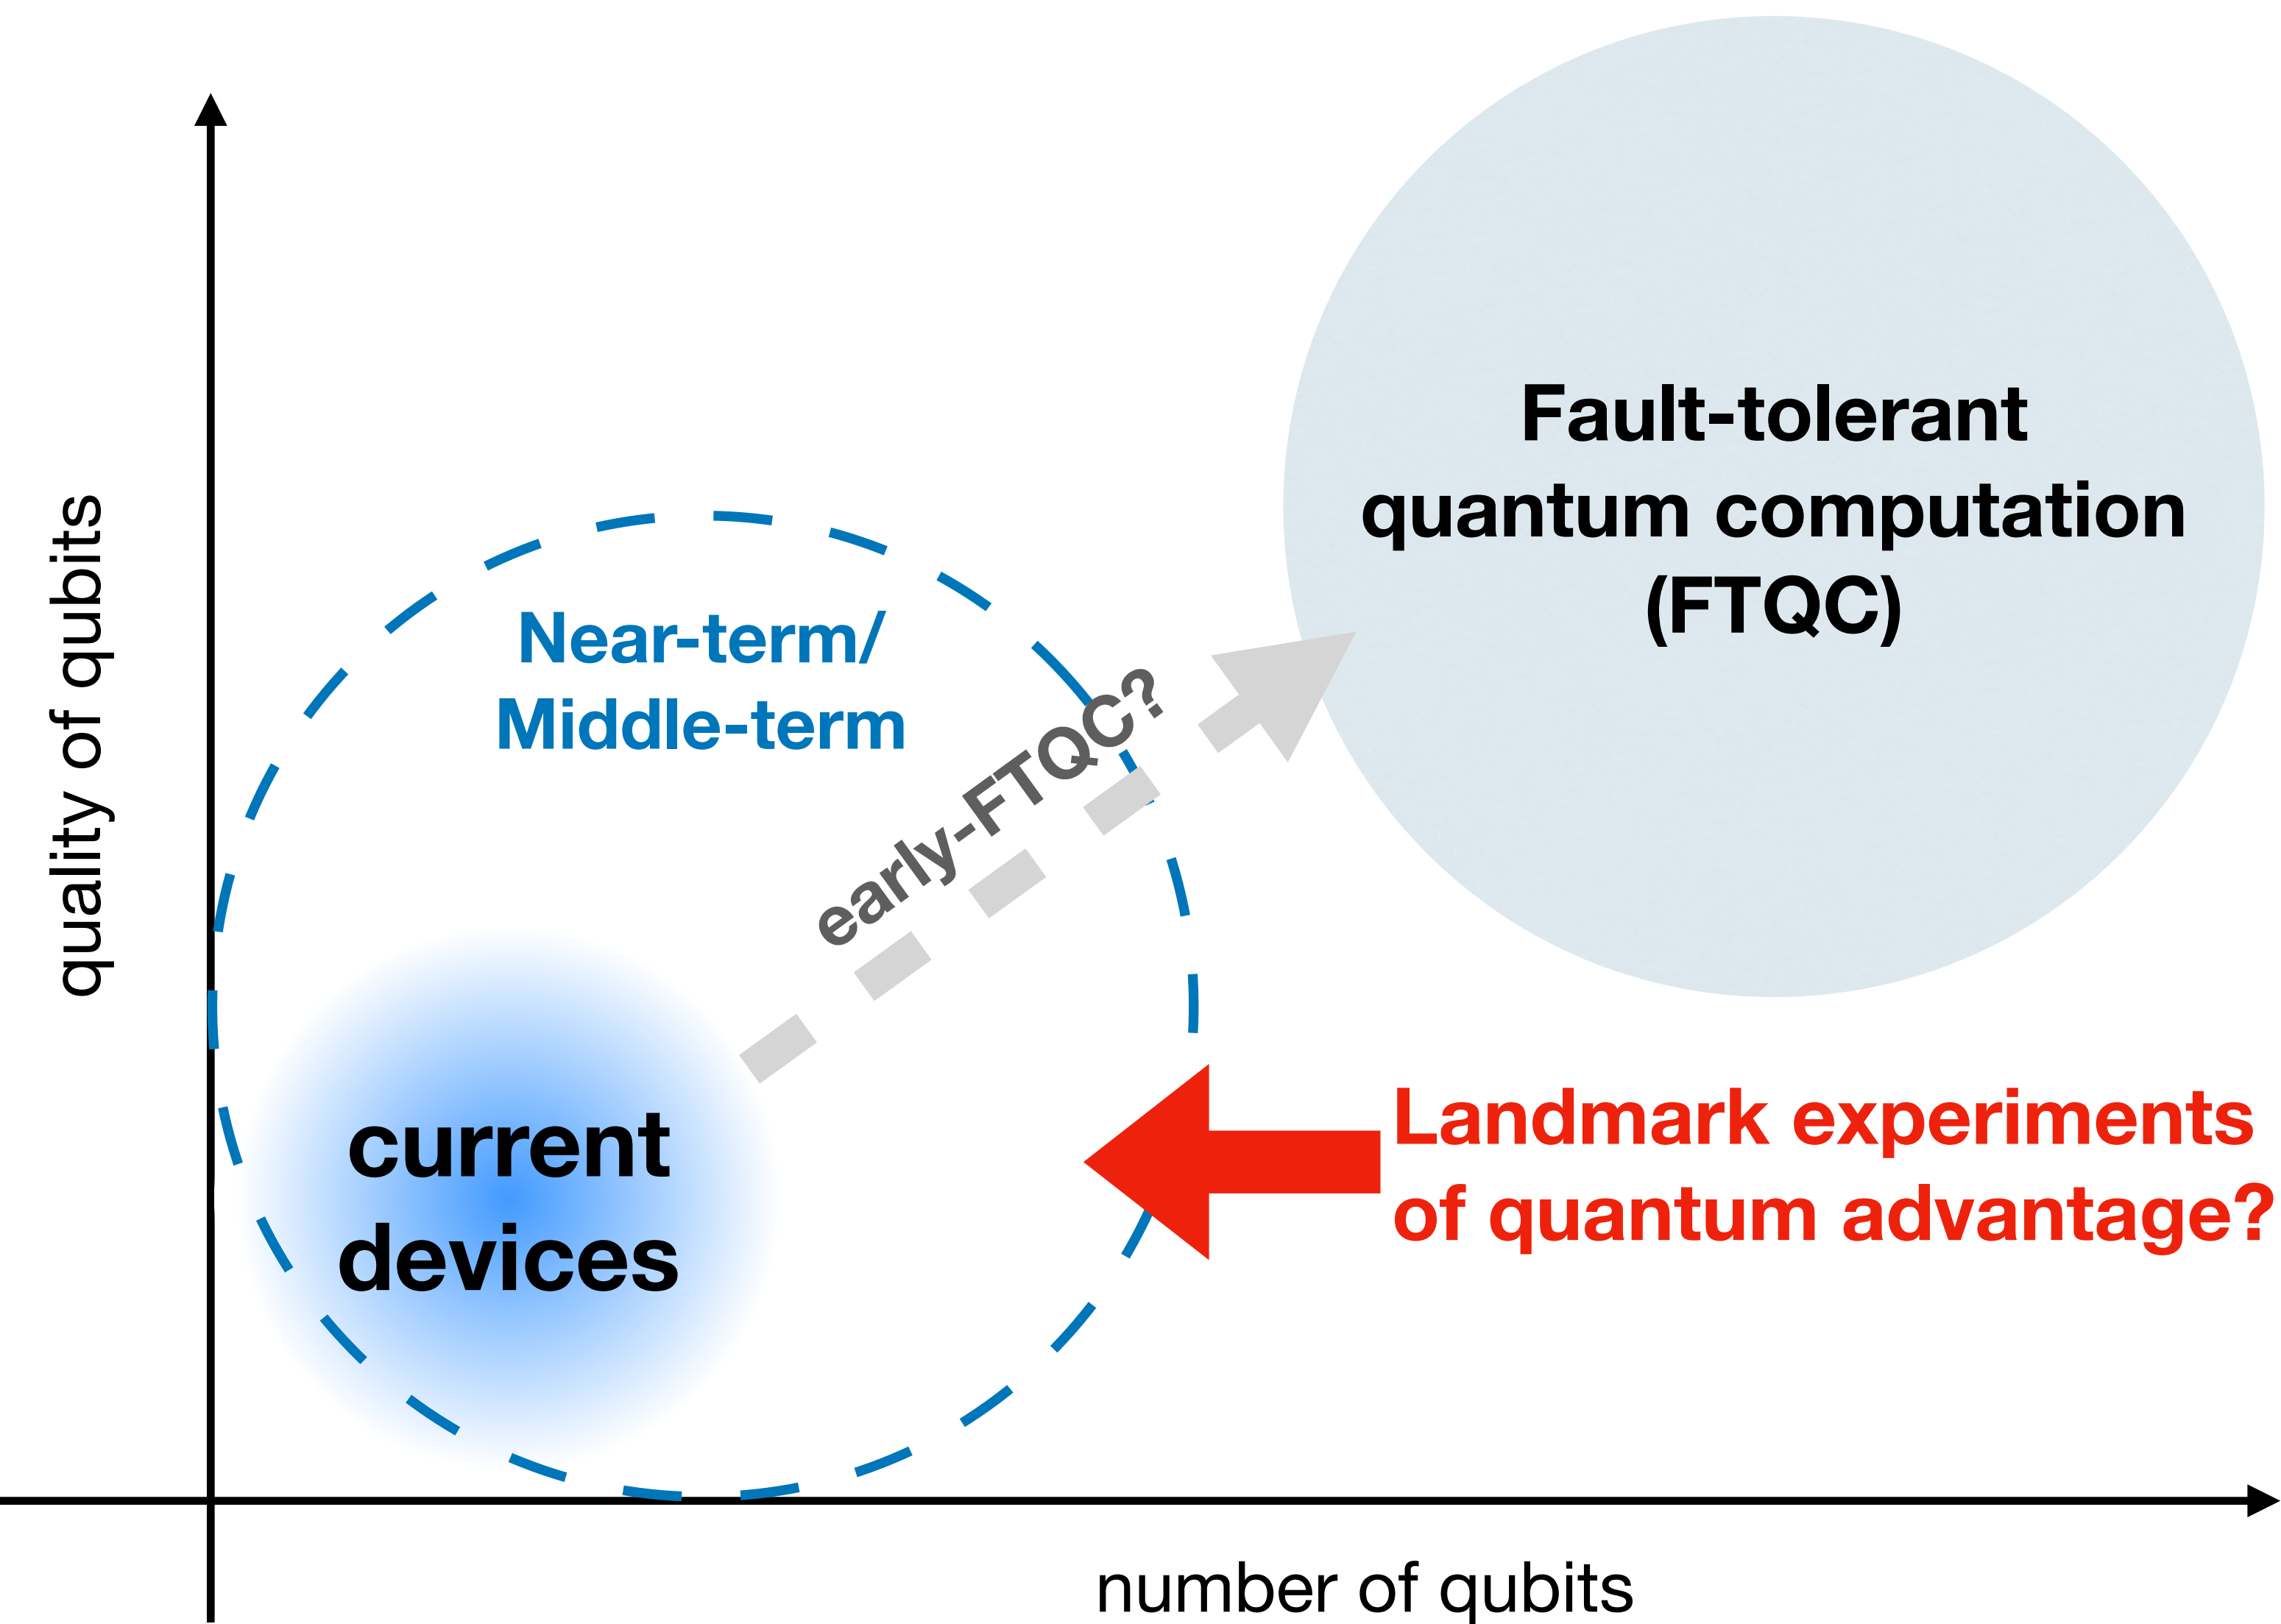 quality of qubits
Fault-tolerant
quantum computation
(FTQC)
Near-term/
Middle-term
early-FTQC?
current
devices
Landmark experiments
of quantum advantage?
number of qubits